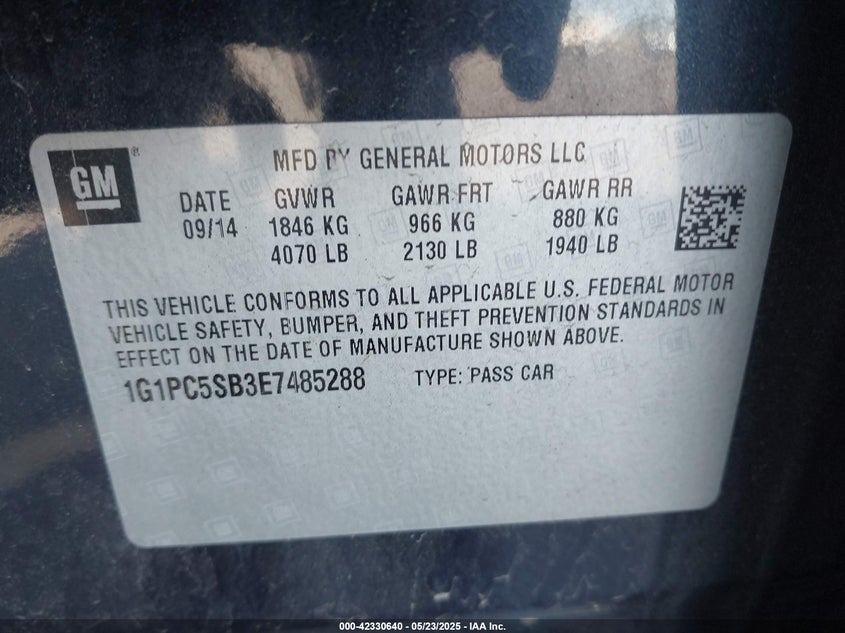 GM ®
MFD BY GENERAL MOTORS LLC
DATE GVWR GAWR FRT GAWR RR
09/14 1846 KG 966 KG 880 KG
4070 LB 2130 LB 1940 LB
THIS VEHICLE CONFORMS TO ALL APPLICABLE U.S. FEDERAL MOTOR
VEHICLE SAFETY, BUMPER, AND THEFT PREVENTION STANDARDS IN
EFFECT ON THE DATE OF MANUFACTURE SHOWN ABOVE.
1G1PC5SB3E7485288 TYPE: PASS CAR
000-42330640 - 05/23/2025 - IAA Inc.